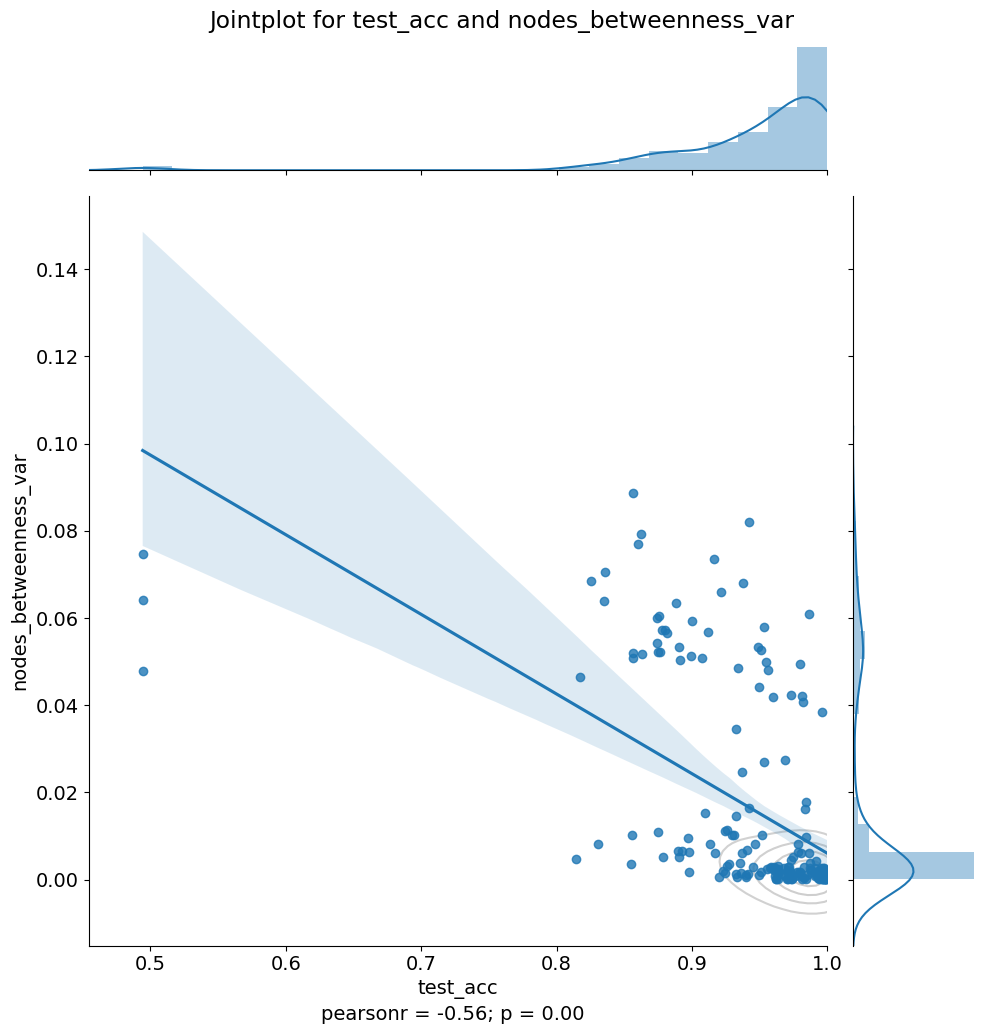 Jointplot for test_acc and nodes_betweenness_var
0.14
0.12
0.10
0.08
0.06
0.04
0.02
0.00
nodes_betweenness_var
0.5 0.6 0.7 0.8 0.9 1.0
test_acc
pearsonr = -0.56; p = 0.00